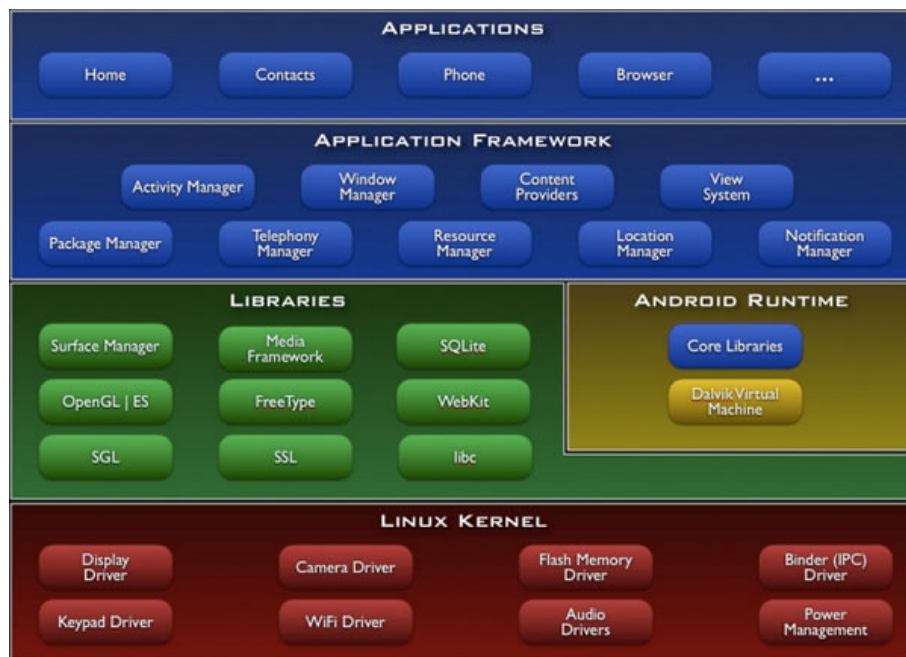 APPLICATIONS
Home
Contacts
Phone
Browser
...
APPLICATION FRAMEWORK
Activity Manager
Window
Manager
Content
Providers
View
System
Package Manager
Telephony
Manager
Resource
Manager
Location
Manager
Notification
Manager
LIBRARIES
Surface Manager
Media
Framework
SQLite
OpenGL | ES
FreeType
WebKit
SGL
SSL
libc
ANDROID RUNTIME
Core Libraries
Dalvik Virtual
Machine
LINUX KERNEL
Display
Driver
Camera Driver
Flash Memory
Driver
Binder (IPC)
Driver
Keypad Driver
WiFi Driver
Audio
Drivers
Power
Management